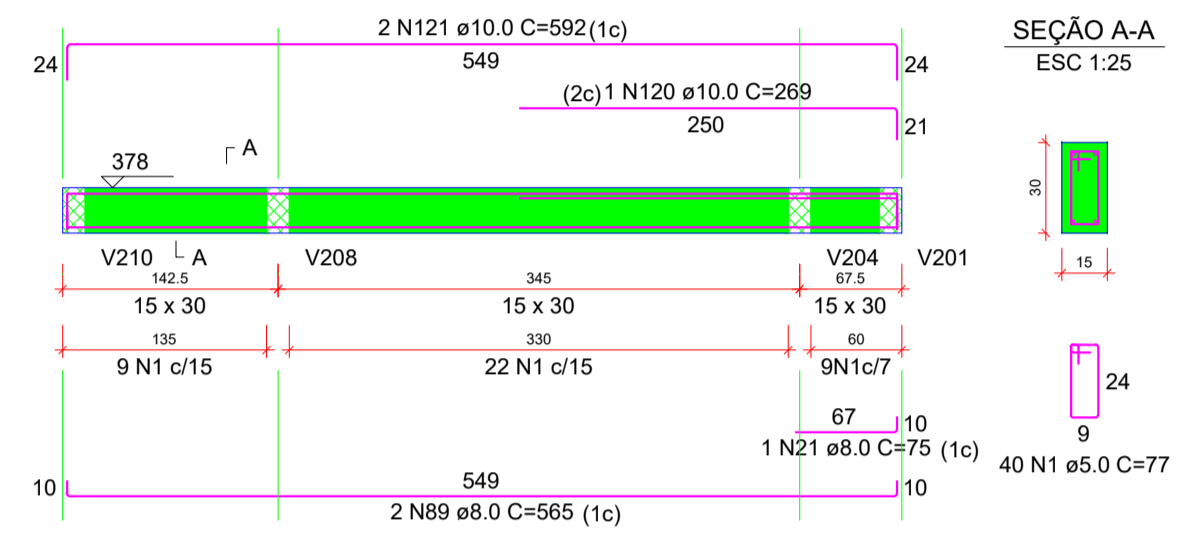 2 N121 ø10.0 C=592 (1c)
SEÇÃO A-A
ESC 1:25
24
549
24
(2c) 1 N120 ø10.0 C=269
250
21
A
378
30
V210
A
V208
V204
V201
15
142.5
345
67.5
15 x 30
15 x 30
15 x 30
135
330
60
9 N1 c/15
22 N1 c/15
9N1c/7
24
67
10
9
1 N21 ø8.0 C=75 (1c)
40 N1 ø5.0 C=77
10
549
10
2 N89 ø8.0 C=565 (1c)